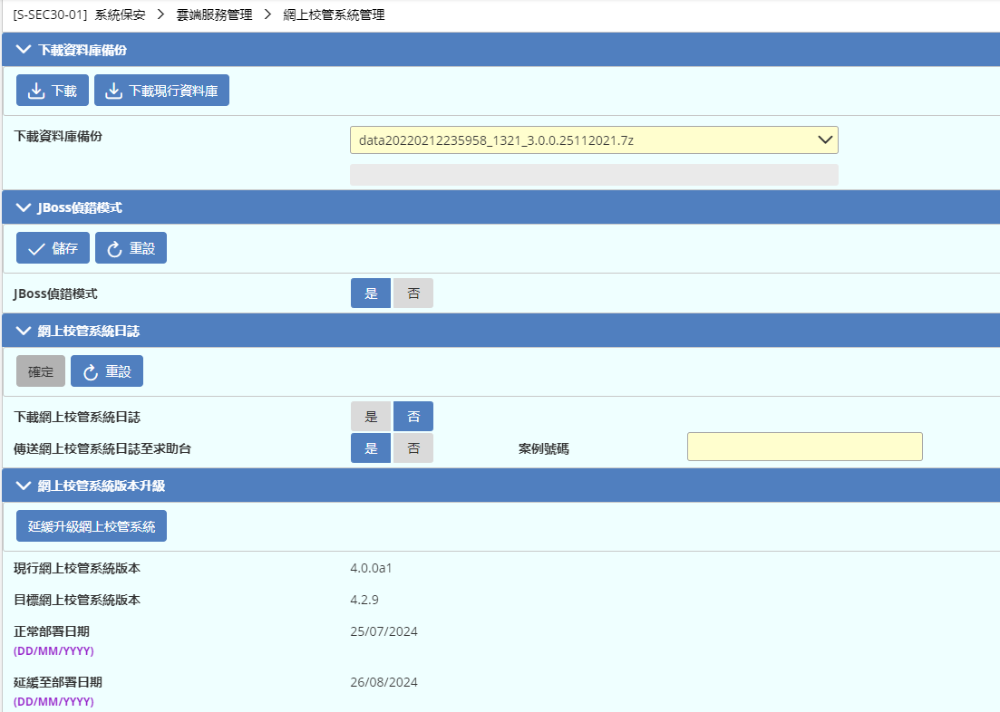 [S-SEC30-01] 系統保安 > 雲端服務管理 > 網上校管系統管理
下載資料庫備份
下載 下載現行資料庫
下載資料庫備份 data20220212235958_1321_3.0.0.25112021.7z
JBoss偵錯模式
儲存 重設
JBoss偵錯模式 是 否
網上校管系統日誌
確定 重設
下載網上校管系統日誌 是 否
傳送網上校管系統日誌至求助台 是 否 案例號碼
網上校管系統版本升級
延緩升級網上校管系統
現行網上校管系統版本 4.0.0a1
目標網上校管系統版本 4.2.9
正常部署日期 25/07/2024
(DD/MM/YYYY)
延緩至部署日期 26/08/2024
(DD/MM/YYYY)